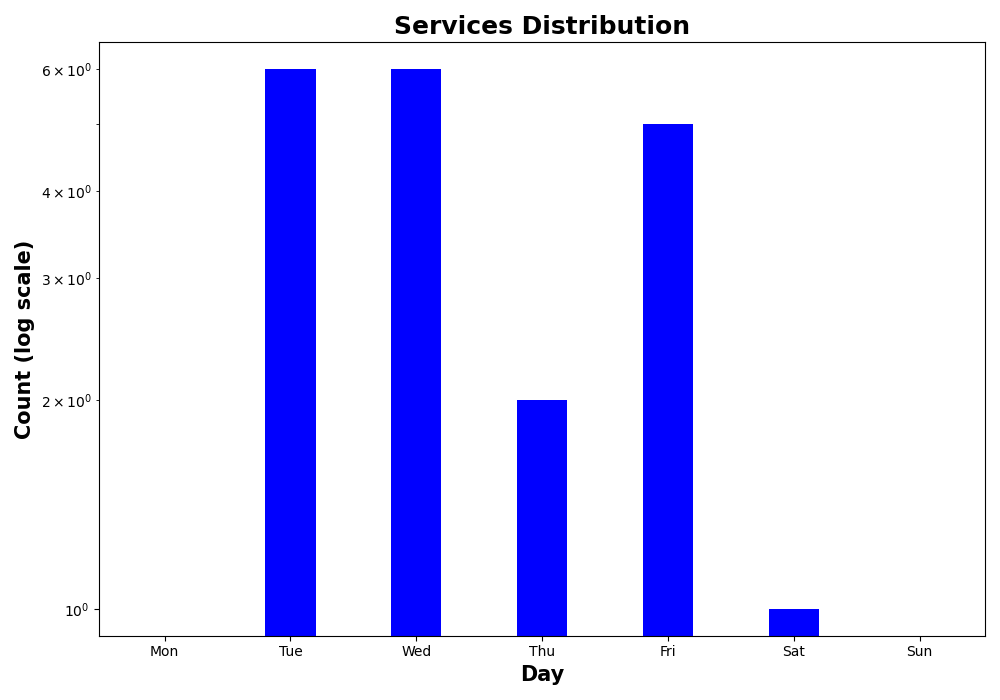 Services Distribution
Count (log scale)
6 × 10⁰
4 × 10⁰
3 × 10⁰
2 × 10⁰
10⁰
Mon Tue Wed Thu Fri Sat Sun
Day